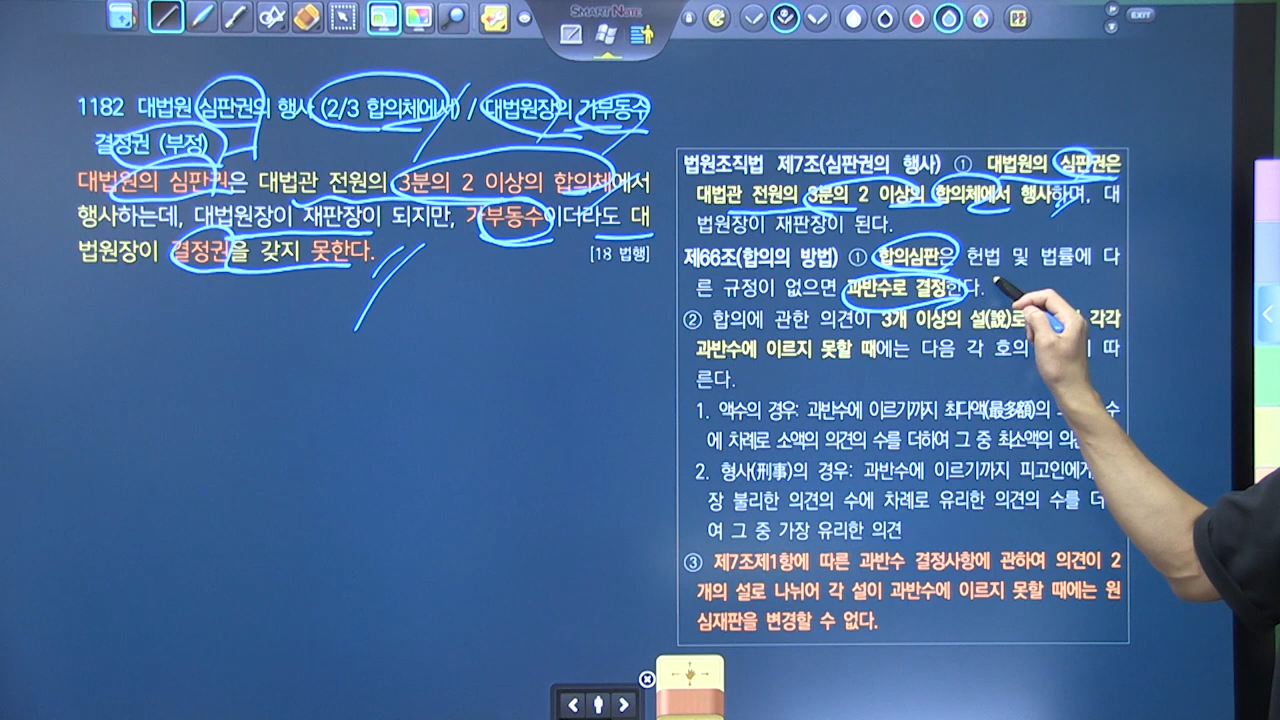 SMART NOTE
EXIT
1182 대법원 심판권의 행사 (2/3 합의체에서) / 대법원장의 가부동수
결정권 (부정)
대법원의 심판권은 대법관 전원의 3분의 2 이상의 합의체에서
행사하는데, 대법원장이 재판장이 되지만, 가부동수이더라도 대
법원장이 결정권을 갖지 못한다. [18 법행]
법원조직법 제7조(심판권의 행사) ① 대법원의 심판권은
대법관 전원의 3분의 2 이상의 합의체에서 행사하며, 대
법원장이 재판장이 된다.
제66조(합의의 방법) ① 합의심판은 헌법 및 법률에 다
른 규정이 없으면 과반수로 결정한다.
② 합의에 관한 의견이 3개 이상의 설(說)로 각각
과반수에 이르지 못할 때에는 다음 각 호의 따
른다.
1. 액수의 경우: 과반수에 이르기까지 최다액(最多額)의 수
에 차례로 소액의 의견의 수를 더하여 그 중 최소액의
2. 형사(刑事)의 경우: 과반수에 이르기까지 피고인에게
장 불리한 의견의 수에 차례로 유리한 의견의 수를 더
여 그 중 가장 유리한 의견
③ 제7조제1항에 따른 과반수 결정사항에 관하여 의견이 2
개의 설로 나뉘어 각 설이 과반수에 이르지 못할 때에는 원
심재판을 변경할 수 없다.